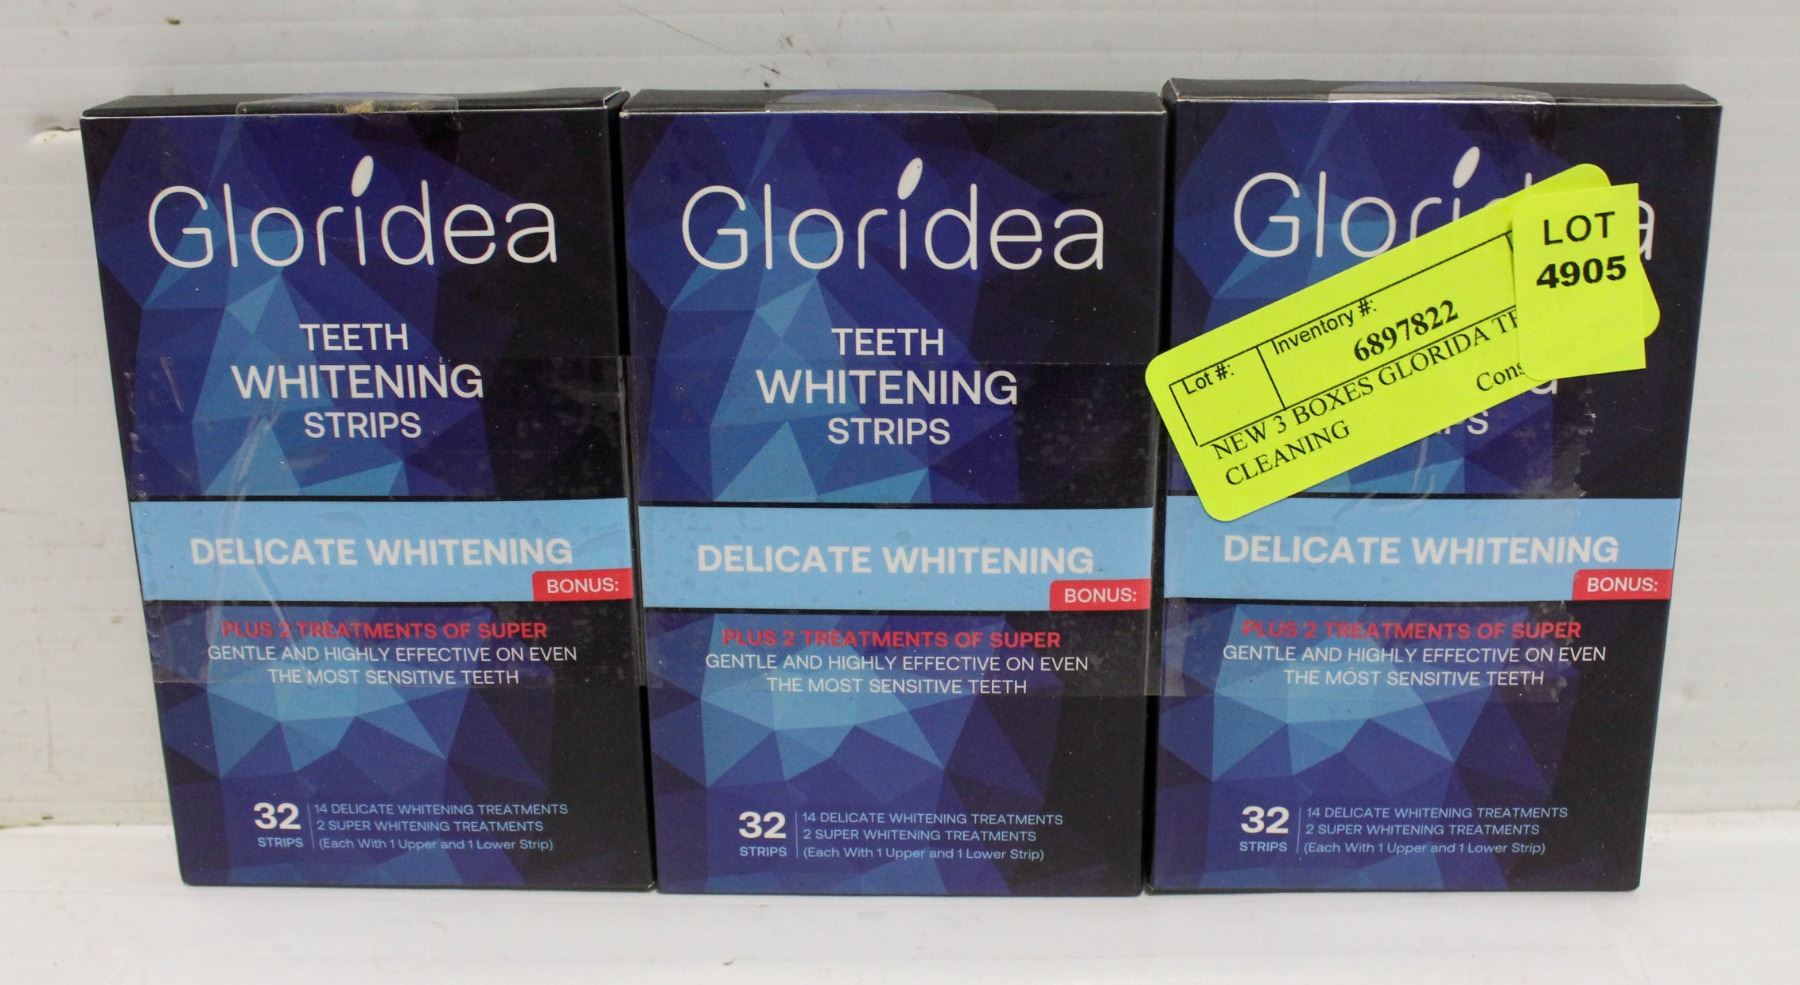 Gloridea
TEETH
WHITENING
STRIPS
DELICATE WHITENING
BONUS:
PLUS 2 TREATMENTS OF SUPER
GENTLE AND HIGHLY EFFECTIVE ON EVEN
THE MOST SENSITIVE TEETH
32
STRIPS
14 DELICATE WHITENING TREATMENTS
2 SUPER WHITENING TREATMENTS
(Each With 1 Upper and 1 Lower Strip)
Gloridea
TEETH
WHITENING
STRIPS
DELICATE WHITENING
BONUS:
PLUS 2 TREATMENTS OF SUPER
GENTLE AND HIGHLY EFFECTIVE ON EVEN
THE MOST SENSITIVE TEETH
32
STRIPS
14 DELICATE WHITENING TREATMENTS
2 SUPER WHITENING TREATMENTS
(Each With 1 Upper and 1 Lower Strip)
LOT
4905
Lot #:
Inventory #:
6897822
NEW 3 BOXES GLORIDA
CLEANING
DELICATE WHITENING
BONUS:
PLUS 2 TREATMENTS OF SUPER
GENTLE AND HIGHLY EFFECTIVE ON EVEN
THE MOST SENSITIVE TEETH
32
STRIPS
14 DELICATE WHITENING TREATMENTS
2 SUPER WHITENING TREATMENTS
(Each With 1 Upper and 1 Lower Strip)